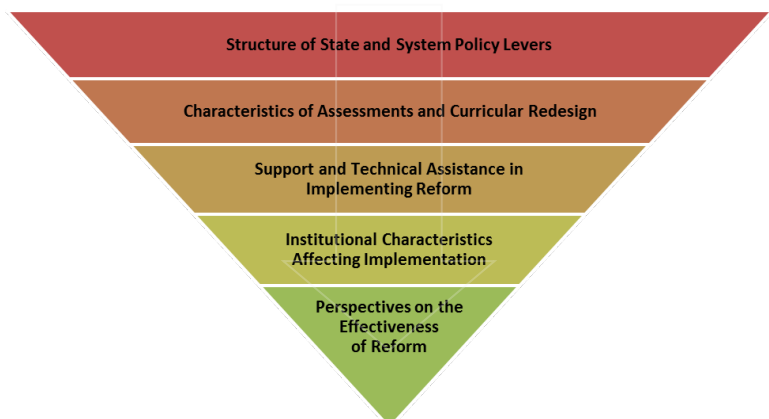 Structure of State and System Policy Levers
Characteristics of Assessments and Curricular Redesign
Support and Technical Assistance in
Implementing Reform
Institutional Characteristics
Affecting Implementation
Perspectives on the
Effectiveness
of Reform